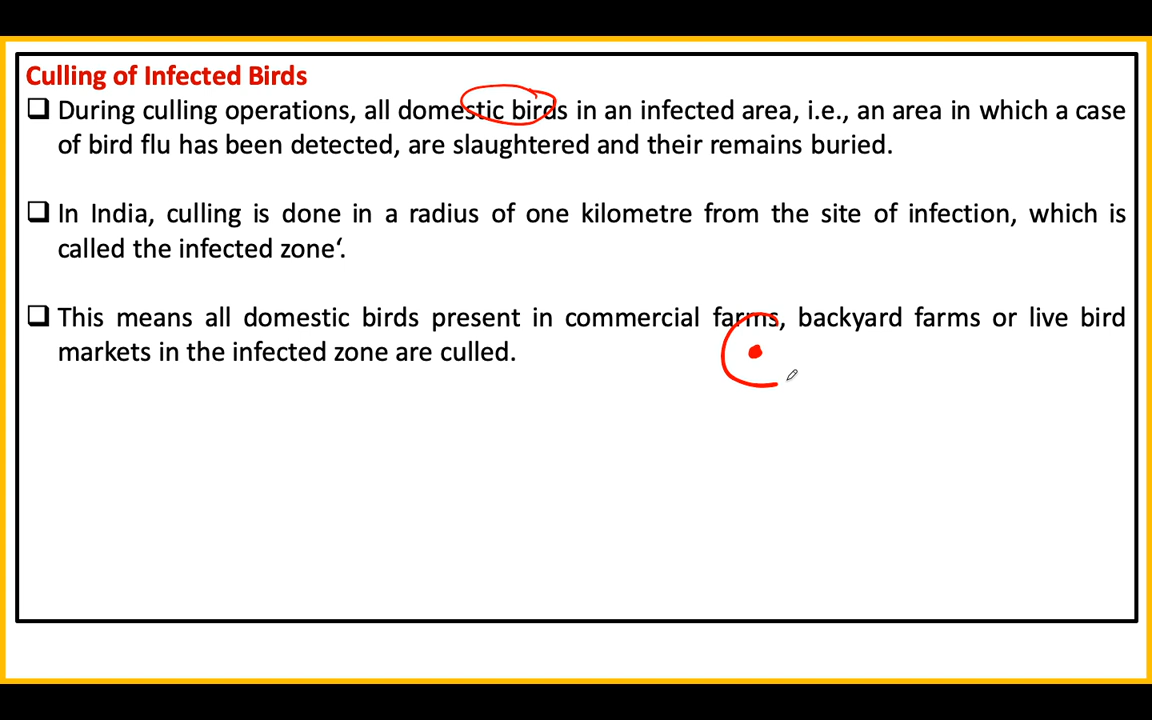 Culling of Infected Birds
❑ During culling operations, all domestic birds in an infected area, i.e., an area in which a case
of bird flu has been detected, are slaughtered and their remains buried.
❑ In India, culling is done in a radius of one kilometre from the site of infection, which is
called the infected zone‘.
❑ This means all domestic birds present in commercial farms, backyard farms or live bird
markets in the infected zone are culled.